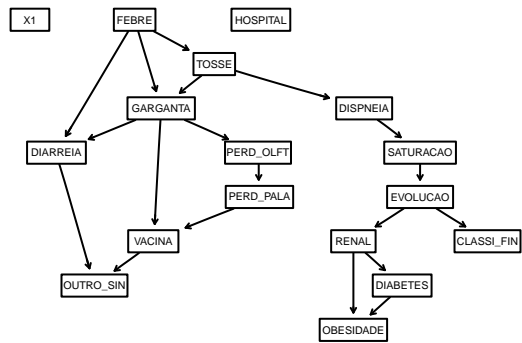 X1
FEBRE
HOSPITAL
TOSSE
GARGANTA
DISPNEIA
DIARREIA
PERD_OLFT
SATURACAO
PERD_PALA
EVOLUCAO
VACINA
RENAL
CLASSI_FIN
OUTRO_SIN
DIABETES
OBESIDADE